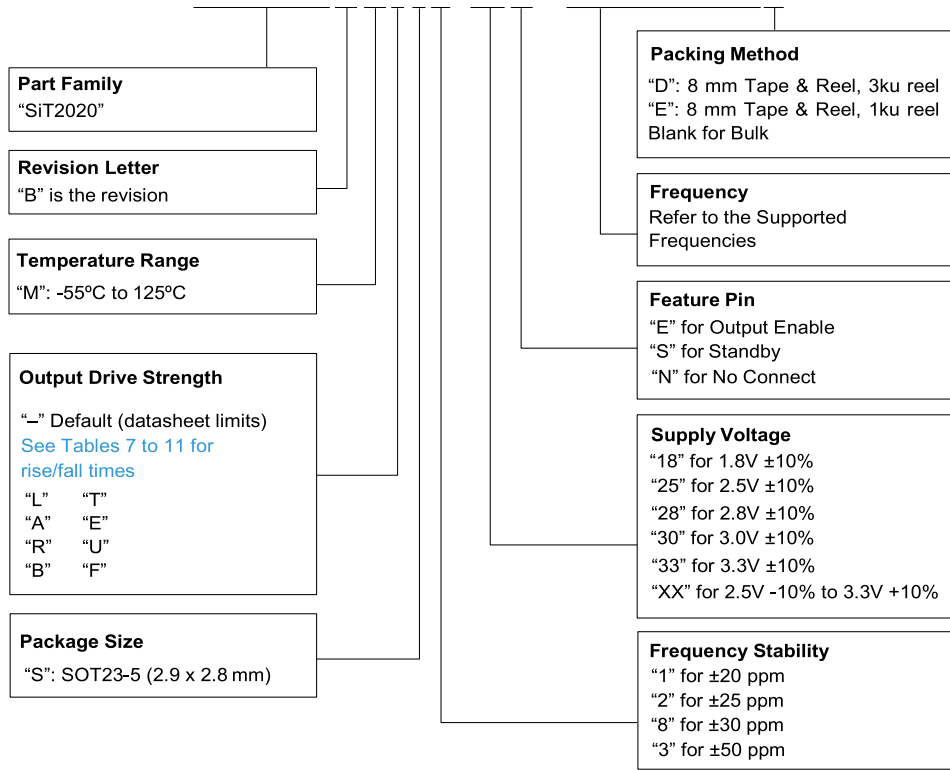 Part Family
“SiT2020”
Revision Letter
“B” is the revision
Temperature Range
“M”: -55ºC to 125ºC
Output Drive Strength
“–” Default (datasheet limits)
See Tables 7 to 11 for
rise/fall times
“L” “T”
“A” “E”
“R” “U”
“B” “F”
Package Size
“S”: SOT23-5 (2.9 x 2.8 mm)
Packing Method
“D”: 8 mm Tape & Reel, 3ku reel
“E”: 8 mm Tape & Reel, 1ku reel
Blank for Bulk
Frequency
Refer to the Supported
Frequencies
Feature Pin
“E” for Output Enable
“S” for Standby
“N” for No Connect
Supply Voltage
“18” for 1.8V ±10%
“25” for 2.5V ±10%
“28” for 2.8V ±10%
“30” for 3.0V ±10%
“33” for 3.3V ±10%
“XX” for 2.5V -10% to 3.3V +10%
Frequency Stability
“1” for ±20 ppm
“2” for ±25 ppm
“8” for ±30 ppm
“3” for ±50 ppm